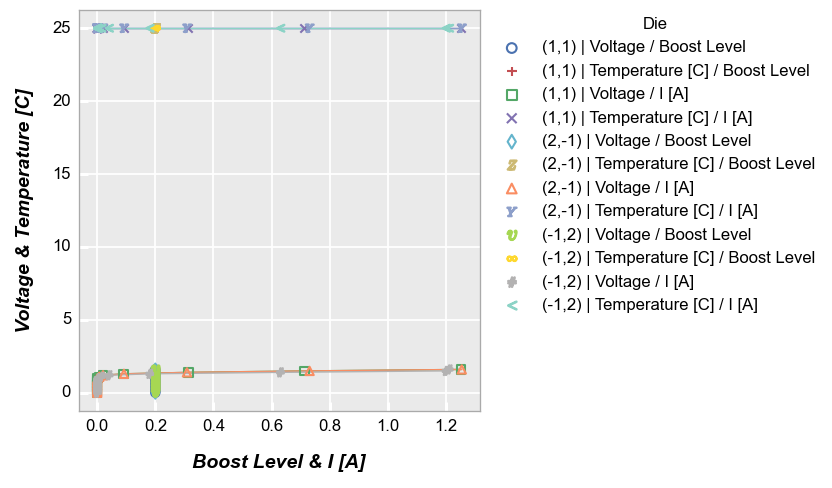 Voltage & Temperature [C]
25
20
15
10
5
0
0.0 0.2 0.4 0.6 0.8 1.0 1.2
Boost Level & I [A]
Die
(1,1) | Voltage / Boost Level
(1,1) | Temperature [C] / Boost Level
(1,1) | Voltage / I [A]
(1,1) | Temperature [C] / I [A]
(2,-1) | Voltage / Boost Level
(2,-1) | Temperature [C] / Boost Level
(2,-1) | Voltage / I [A]
(2,-1) | Temperature [C] / I [A]
(-1,2) | Voltage / Boost Level
(-1,2) | Temperature [C] / Boost Level
(-1,2) | Voltage / I [A]
(-1,2) | Temperature [C] / I [A]